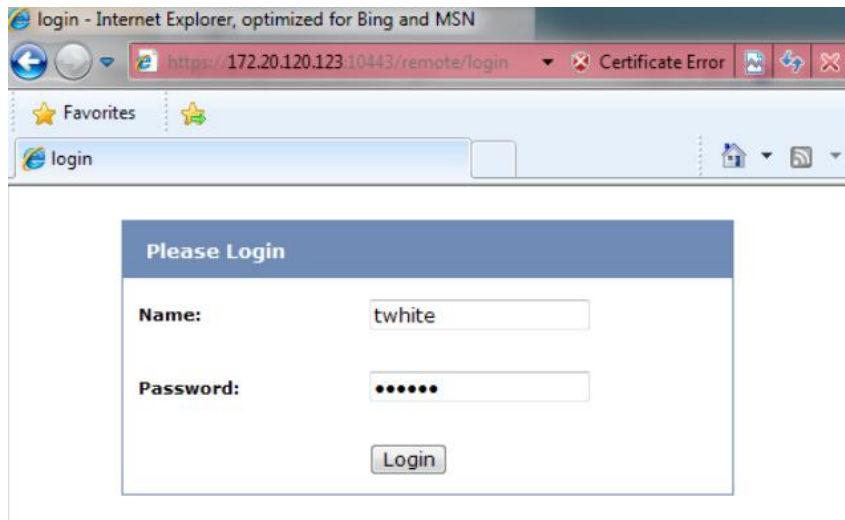 login - Internet Explorer, optimized for Bing and MSN
https://172.20.120.123:10443/remote/login Certificate Error
Favorites
login
Please Login
Name: twhite
Password: ••••••
Login